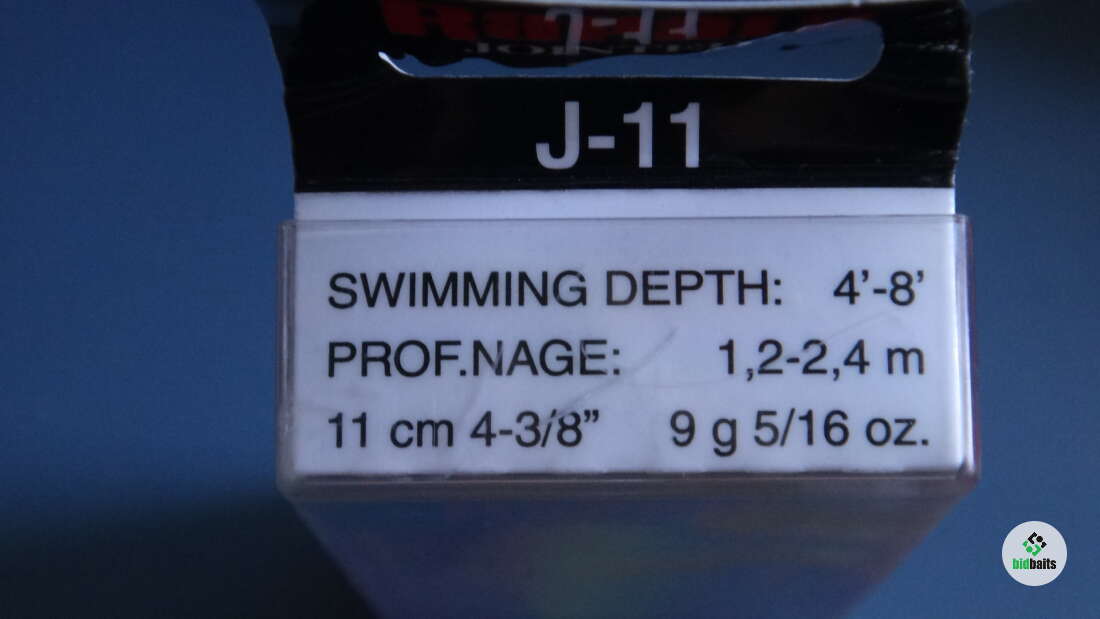 J-11
SWIMMING DEPTH: 4'-8'
PROF.NAGE: 1,2-2,4 m
11 cm 4-3/8” 9 g 5/16 oz.
bidbaits